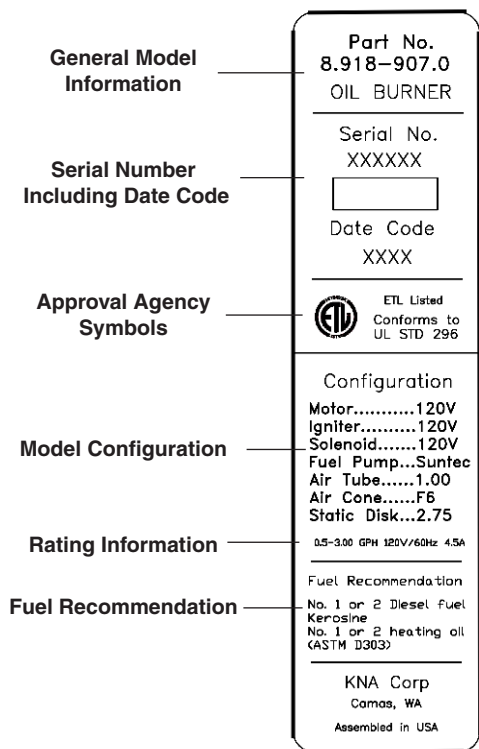 General Model
Information
Part No.
8.918-907.0
OIL BURNER
Serial Number
Including Date Code
Serial No.
XXXXXX
Date Code
XXXX
Approval Agency
Symbols
ETL
ETL Listed
Conforms to
UL STD 296
Model Configuration
Configuration
Motor...........120V
Igniter..........120V
Solenoid.......120V
Fuel Pump...Suntec
Air Tube......1.00
Air Cone......F6
Static Disk...2.75
Rating Information
0.5-3.00 GPH 120V/60Hz 4.5A
Fuel Recommendation
Fuel Recommendation
No. 1 or 2 Diesel fuel
Kerosine
No. 1 or 2 heating oil
(ASTM D303)
KNA Corp
Camas, WA
Assembled in USA